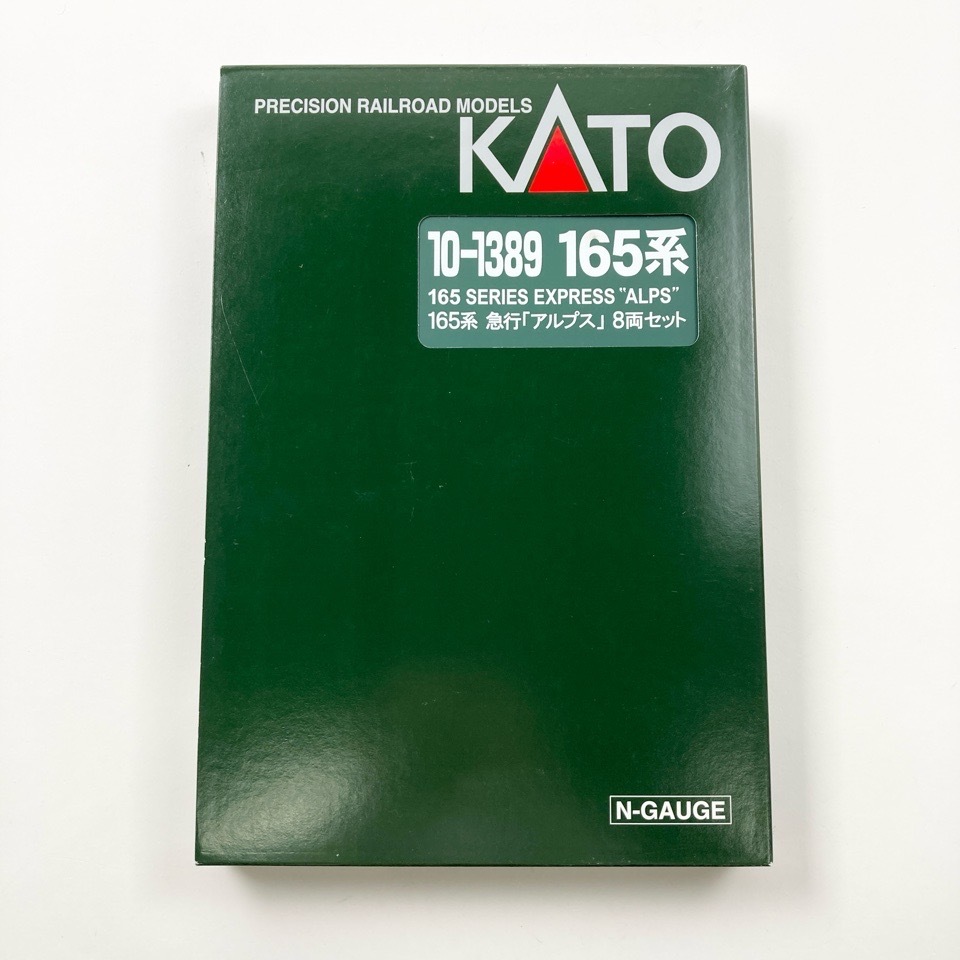 PRECISION RAILROAD MODELS
KATO
10-1389 165系
165 SERIES EXPRESS "ALPS"
165系 急行「アルプス」 8両セット
N-GAUGE